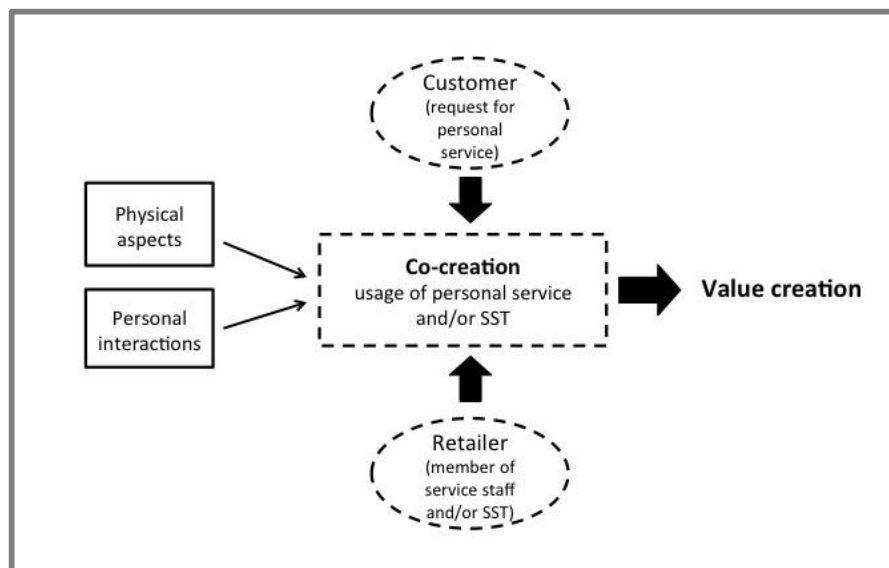 Customer
(request for
personal
service)
Physical
aspects
Personal
interactions
Co-creation
usage of personal service
and/or SST
Value creation
Retailer
(member of
service staff
and/or SST)